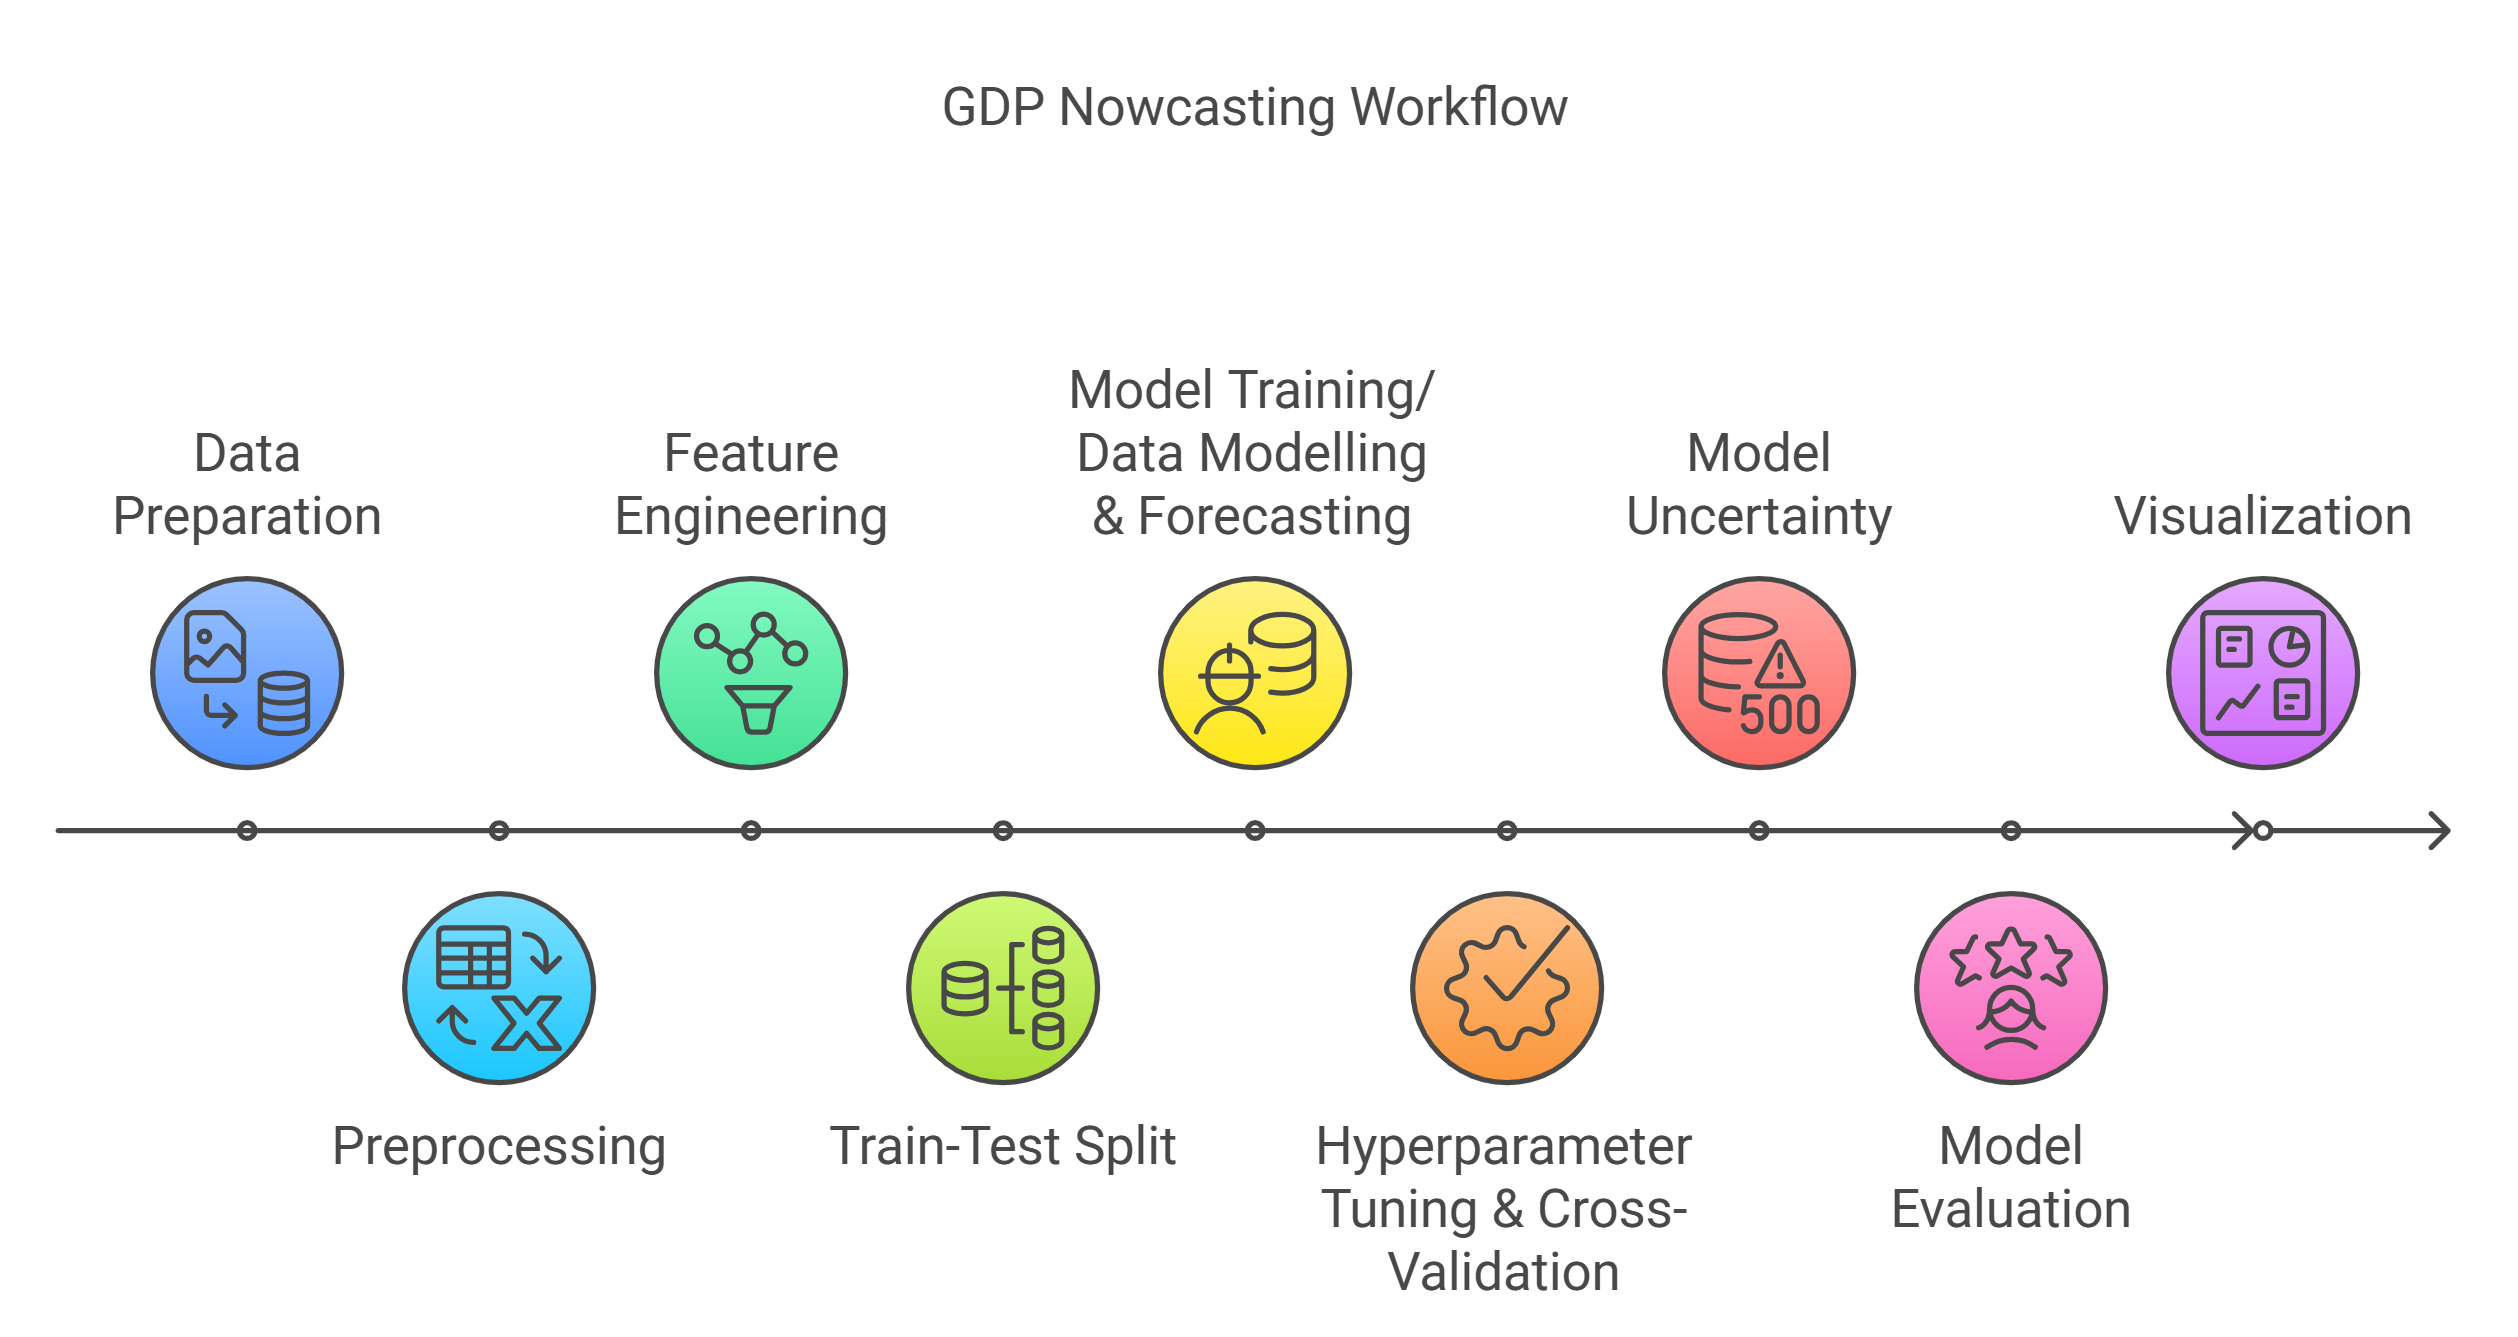 GDP Nowcasting Workflow
Data
Preparation
Preprocessing
Feature
Engineering
Train-Test Split
Model Training/
Data Modelling
& Forecasting
Hyperparameter
Tuning & Cross-
Validation
Model
Uncertainty
500
Model
Evaluation
Visualization